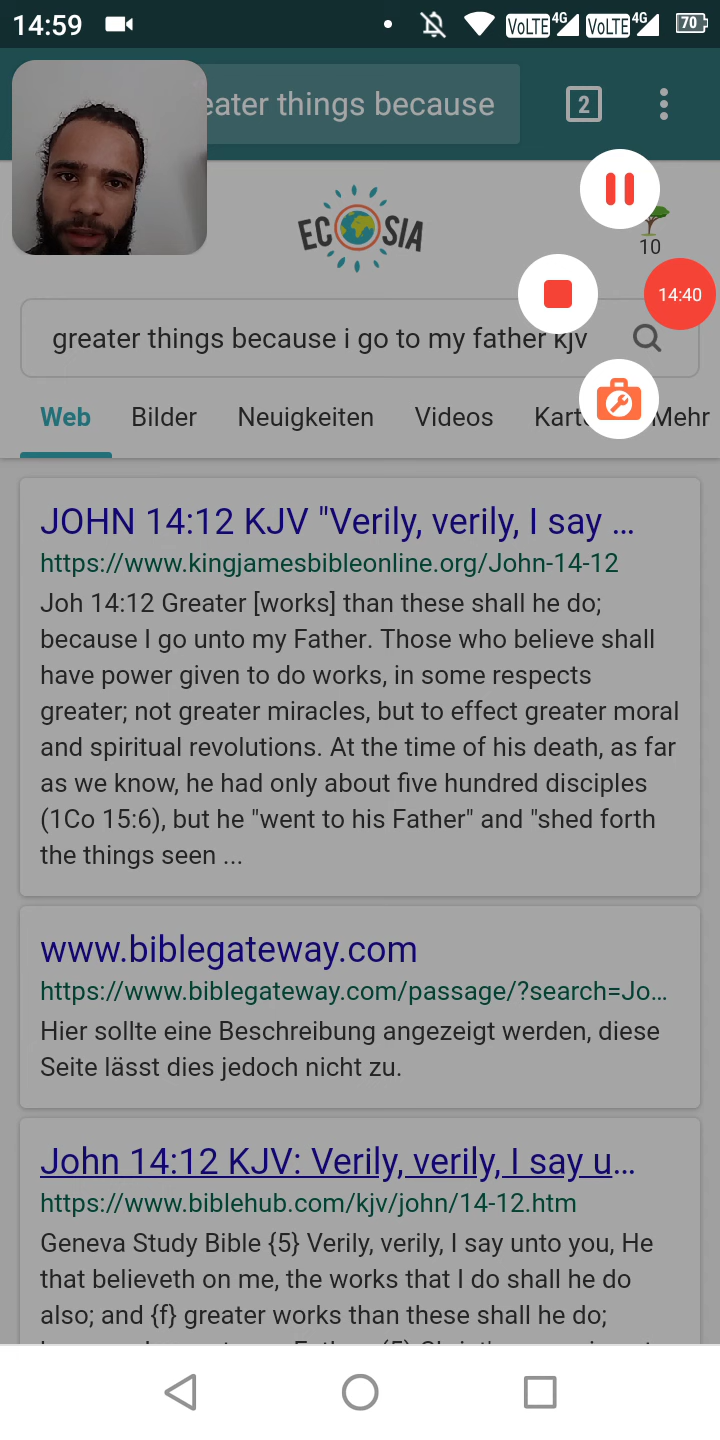 14:59
VoLTE 4G VoLTE 4G 70
eater things because
2
ECOSIA
10
14:40
greater things because i go to my father kjv
Web Bilder Neuigkeiten Videos Mehr
JOHN 14:12 KJV "Verily, verily, I say ...
https://www.kingjamesbibleonline.org/John-14-12
Joh 14:12 Greater [works] than these shall he do;
because I go unto my Father. Those who believe shall
have power given to do works, in some respects
greater; not greater miracles, but to effect greater moral
and spiritual revolutions. At the time of his death, as far
as we know, he had only about five hundred disciples
(1Co 15:6), but he "went to his Father" and "shed forth
the things seen ...
www.biblegateway.com
https://www.biblegateway.com/passage/?search=Jo...
Hier sollte eine Beschreibung angezeigt werden, diese
Seite lässt dies jedoch nicht zu.
John 14:12 KJV: Verily, verily, I say u...
https://www.biblehub.com/kjv/john/14-12.htm
Geneva Study Bible {5} Verily, verily, I say unto you, He
that believeth on me, the works that I do shall he do
also; and {f} greater works than these shall he do;